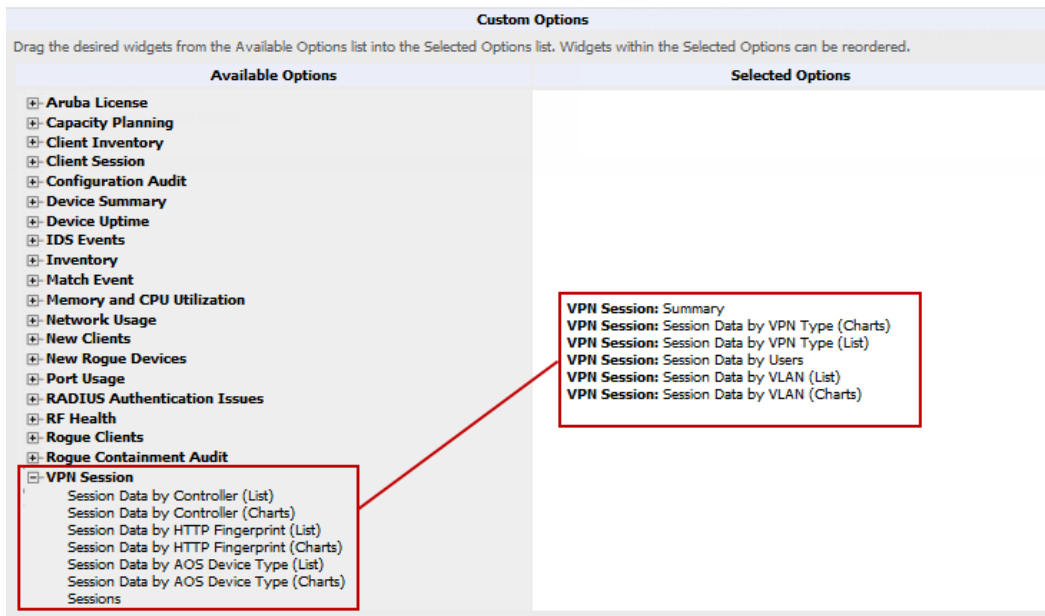 Custom Options
Drag the desired widgets from the Available Options list into the Selected Options list. Widgets within the Selected Options can be reordered.
Available Options
Selected Options
Aruba License
Capacity Planning
Client Inventory
Client Session
Configuration Audit
Device Summary
Device Uptime
IDS Events
Inventory
Match Event
Memory and CPU Utilization
Network Usage
New Clients
New Rogue Devices
Port Usage
RADIUS Authentication Issues
RF Health
Rogue Clients
Rogue Containment Audit
VPN Session
Session Data by Controller (List)
Session Data by Controller (Charts)
Session Data by HTTP Fingerprint (List)
Session Data by HTTP Fingerprint (Charts)
Session Data by AOS Device Type (List)
Session Data by AOS Device Type (Charts)
Sessions
VPN Session: Summary
VPN Session: Session Data by VPN Type (Charts)
VPN Session: Session Data by VPN Type (List)
VPN Session: Session Data by Users
VPN Session: Session Data by VLAN (List)
VPN Session: Session Data by VLAN (Charts)